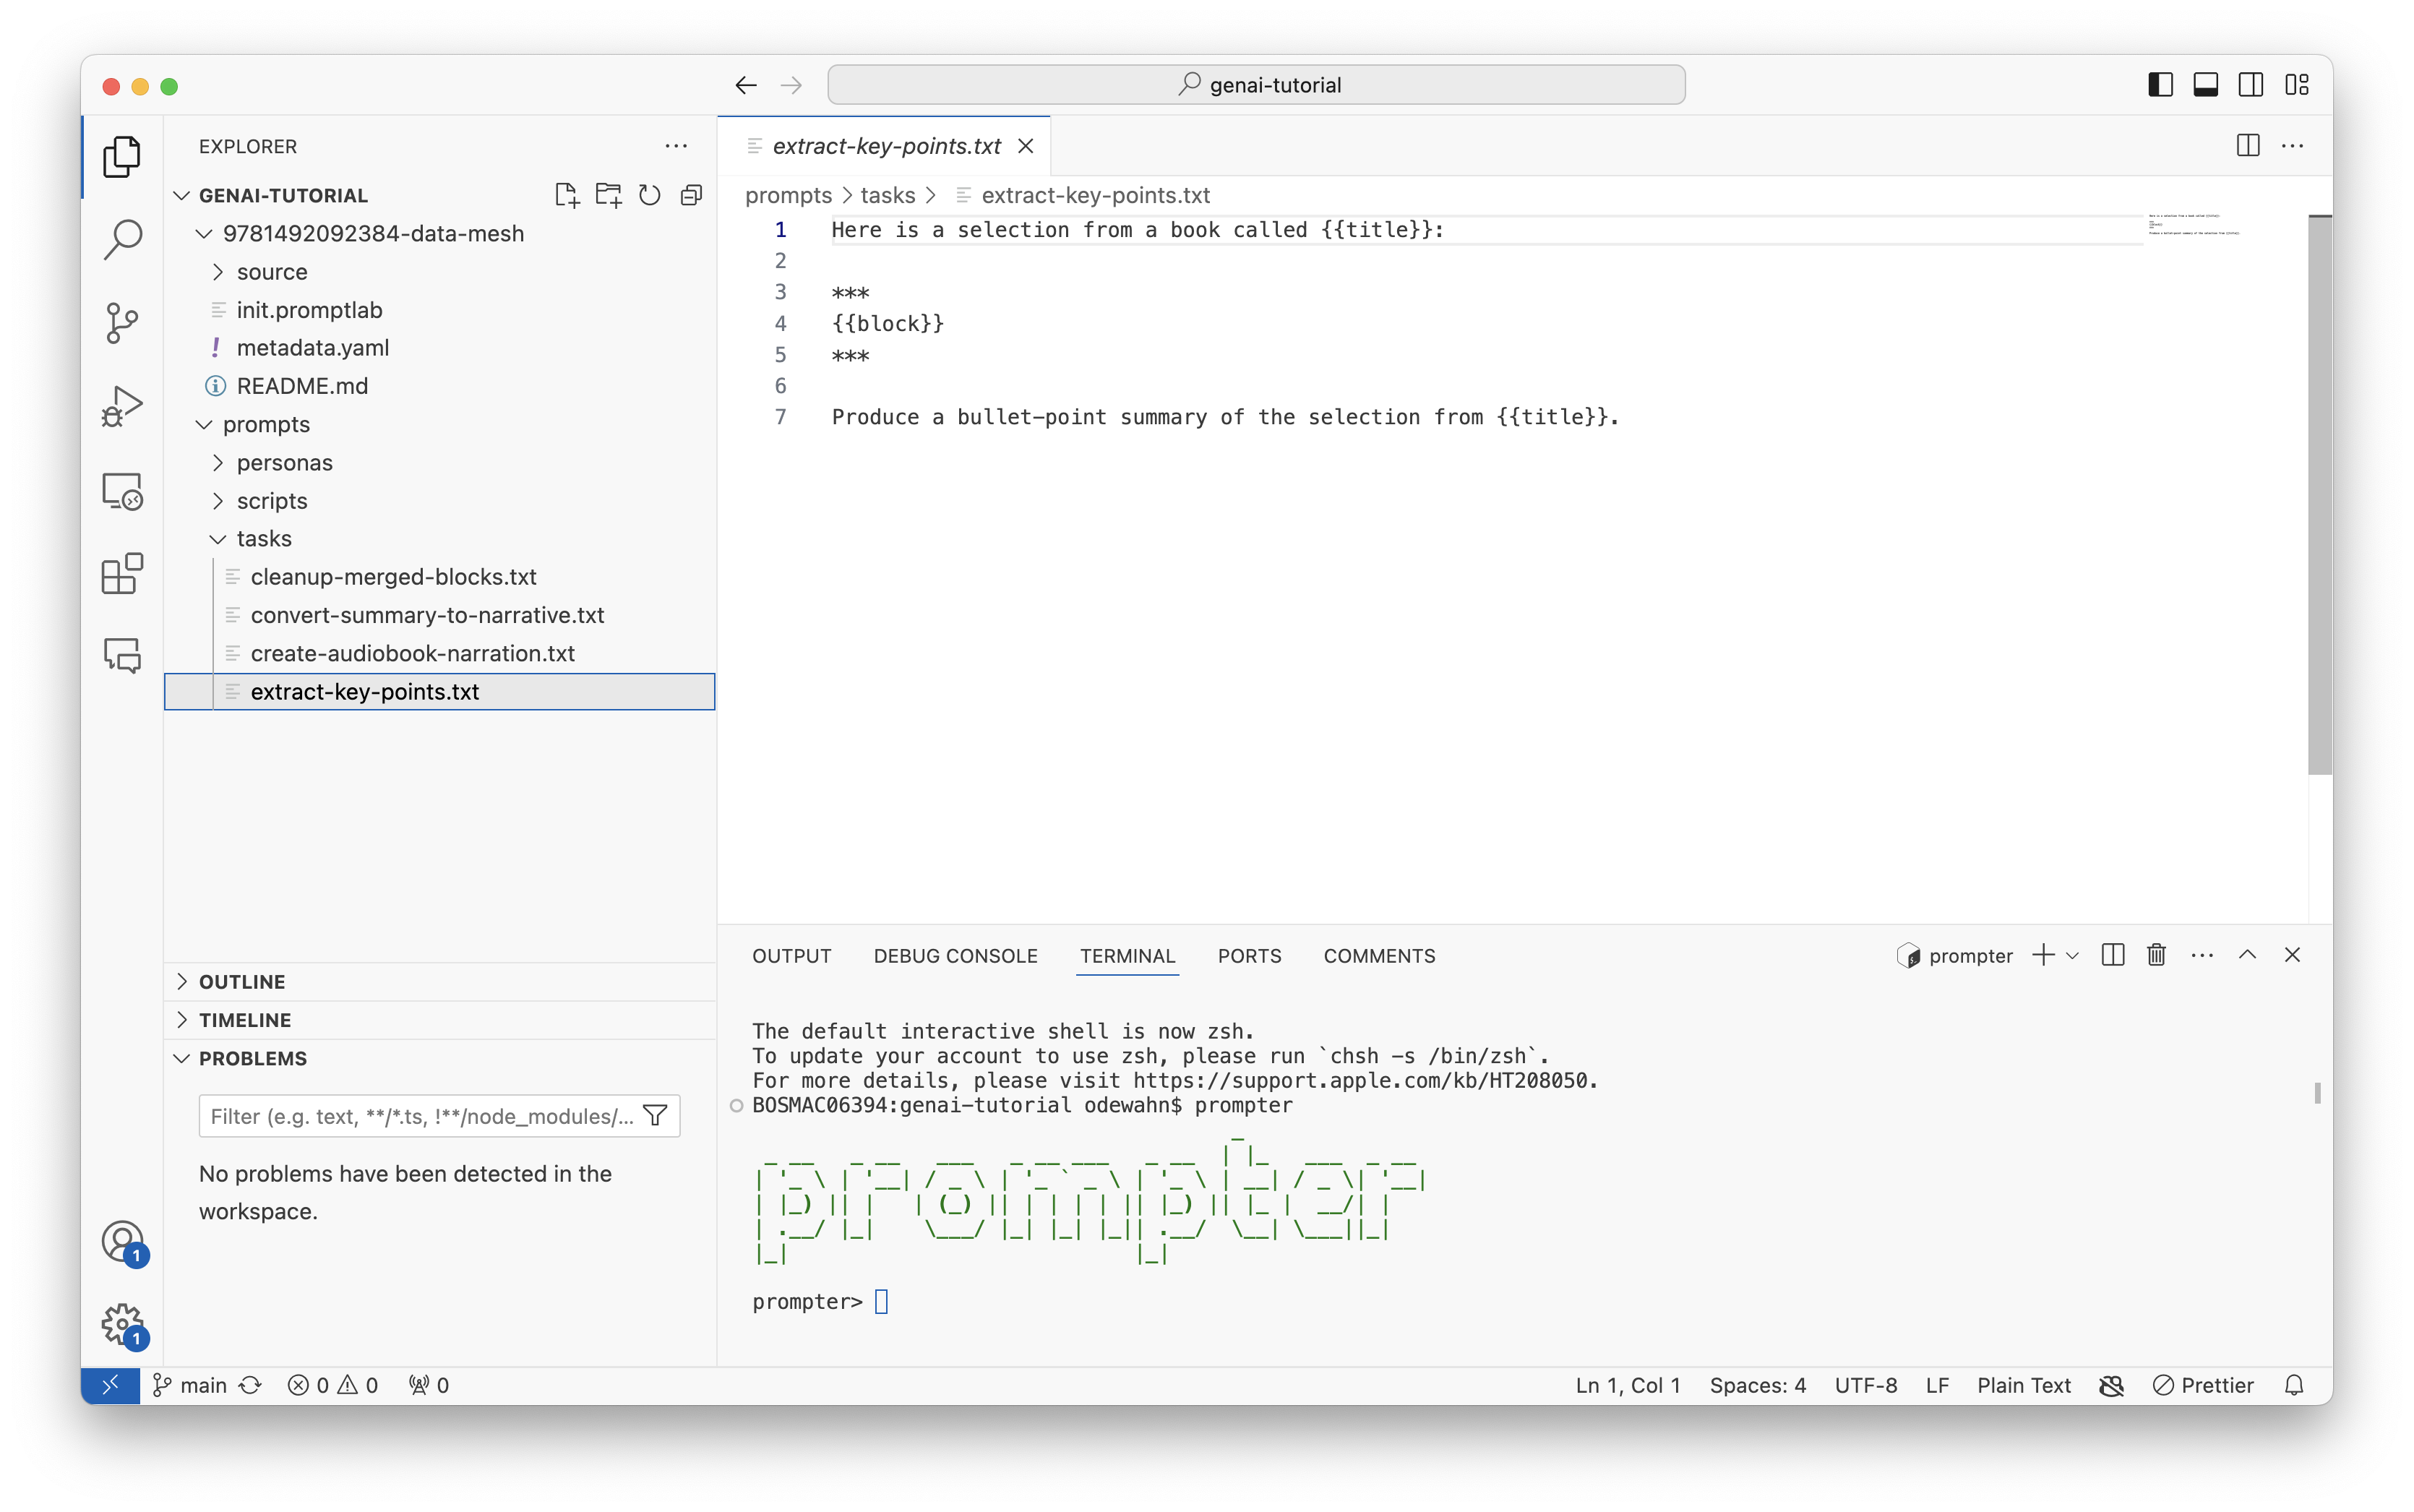 genai-tutorial
EXPLORER
GENAI-TUTORIAL
9781492092384-data-mesh
source
init.promptlab
! metadata.yaml
README.md
prompts
personas
scripts
tasks
cleanup-merged-blocks.txt
convert-summary-to-narrative.txt
create-audiobook-narration.txt
extract-key-points.txt
OUTLINE
TIMELINE
PROBLEMS
Filter (e.g. text, **/*.ts, !**/node_modules/...
No problems have been detected in the
workspace.
1
1
extract-key-points.txt
prompts > tasks > extract-key-points.txt
1 Here is a selection from a book called {{title}}:
2
3 ***
4 {{block}}
5 ***
6
7 Produce a bullet-point summary of the selection from {{title}}.
OUTPUT DEBUG CONSOLE TERMINAL PORTS COMMENTS prompter
The default interactive shell is now zsh.
To update your account to use zsh, please run `chsh -s /bin/zsh`.
For more details, please visit https://support.apple.com/kb/HT208050.
BOSMAC06394:genai-tutorial odewahn$ prompter
prompter
prompter>
main 0 0 0 Ln 1, Col 1 Spaces: 4 UTF-8 LF Plain Text Prettier